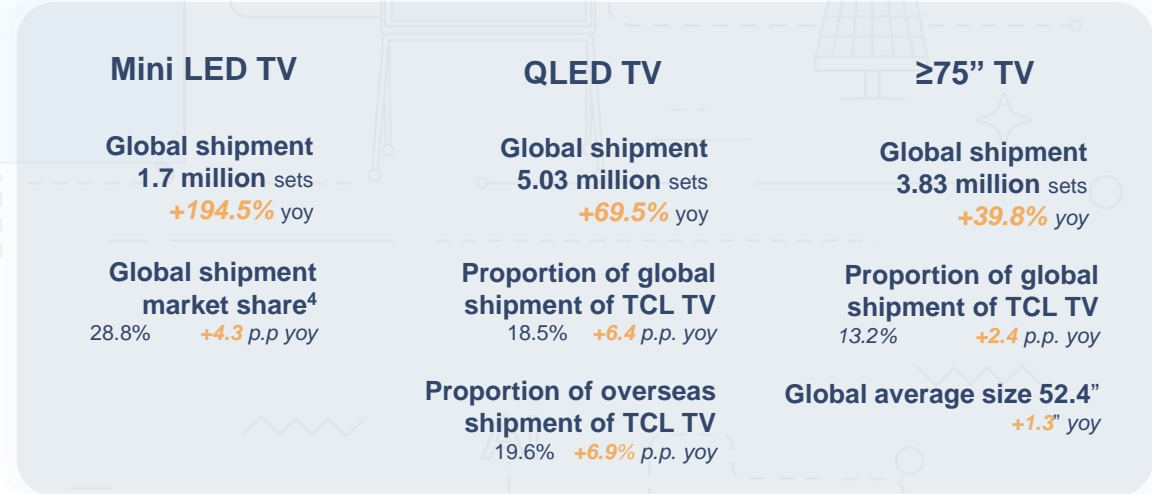 Mini LED TV
Global shipment
1.7 million sets
+194.5% yoy
Global shipment
market share4
28.8% +4.3 p.p yoy
QLED TV
Global shipment
5.03 million sets
+69.5% yoy
Proportion of global
shipment of TCL TV
18.5% +6.4 p.p. yoy
Proportion of overseas
shipment of TCL TV
19.6% +6.9% p.p. yoy
≥75” TV
Global shipment
3.83 million sets
+39.8% yoy
Proportion of global
shipment of TCL TV
13.2% +2.4 p.p. yoy
Global average size 52.4”
+1.3” yoy